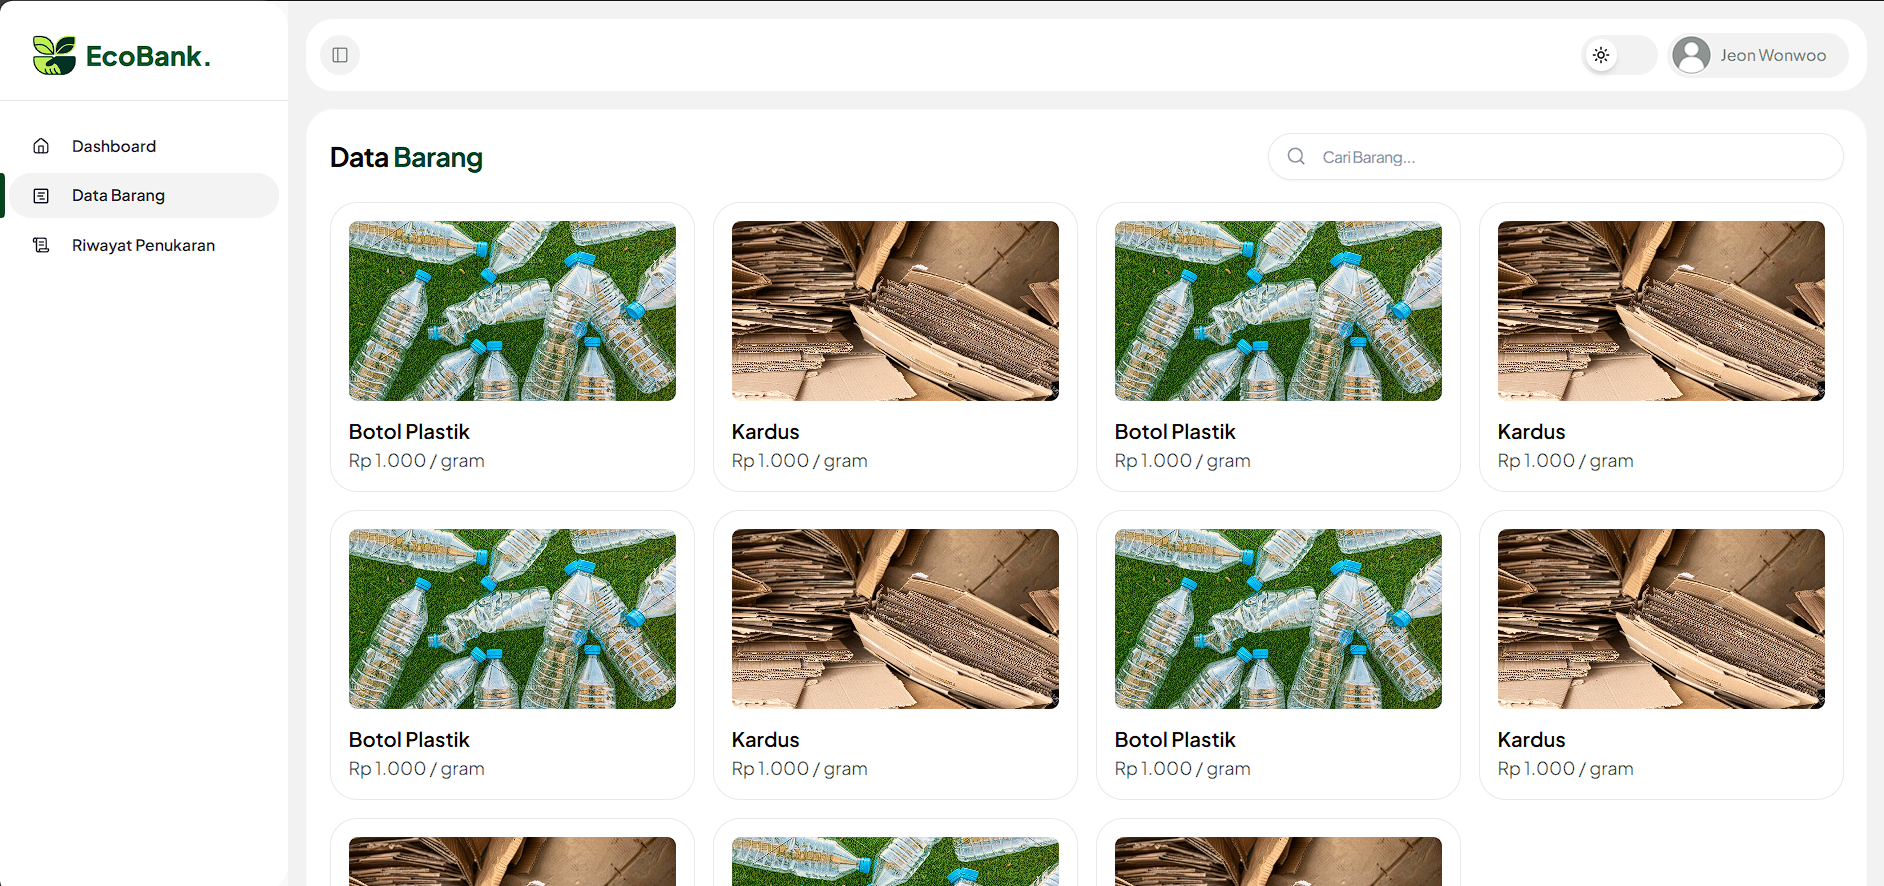 EcoBank.
Dashboard
Data Barang
Riwayat Penukaran
Jeon Wonwoo
Data Barang
Cari Barang...
Botol Plastik
Rp 1.000 / gram
Kardus
Rp 1.000 / gram
Botol Plastik
Rp 1.000 / gram
Kardus
Rp 1.000 / gram
Botol Plastik
Rp 1.000 / gram
Kardus
Rp 1.000 / gram
Botol Plastik
Rp 1.000 / gram
Kardus
Rp 1.000 / gram